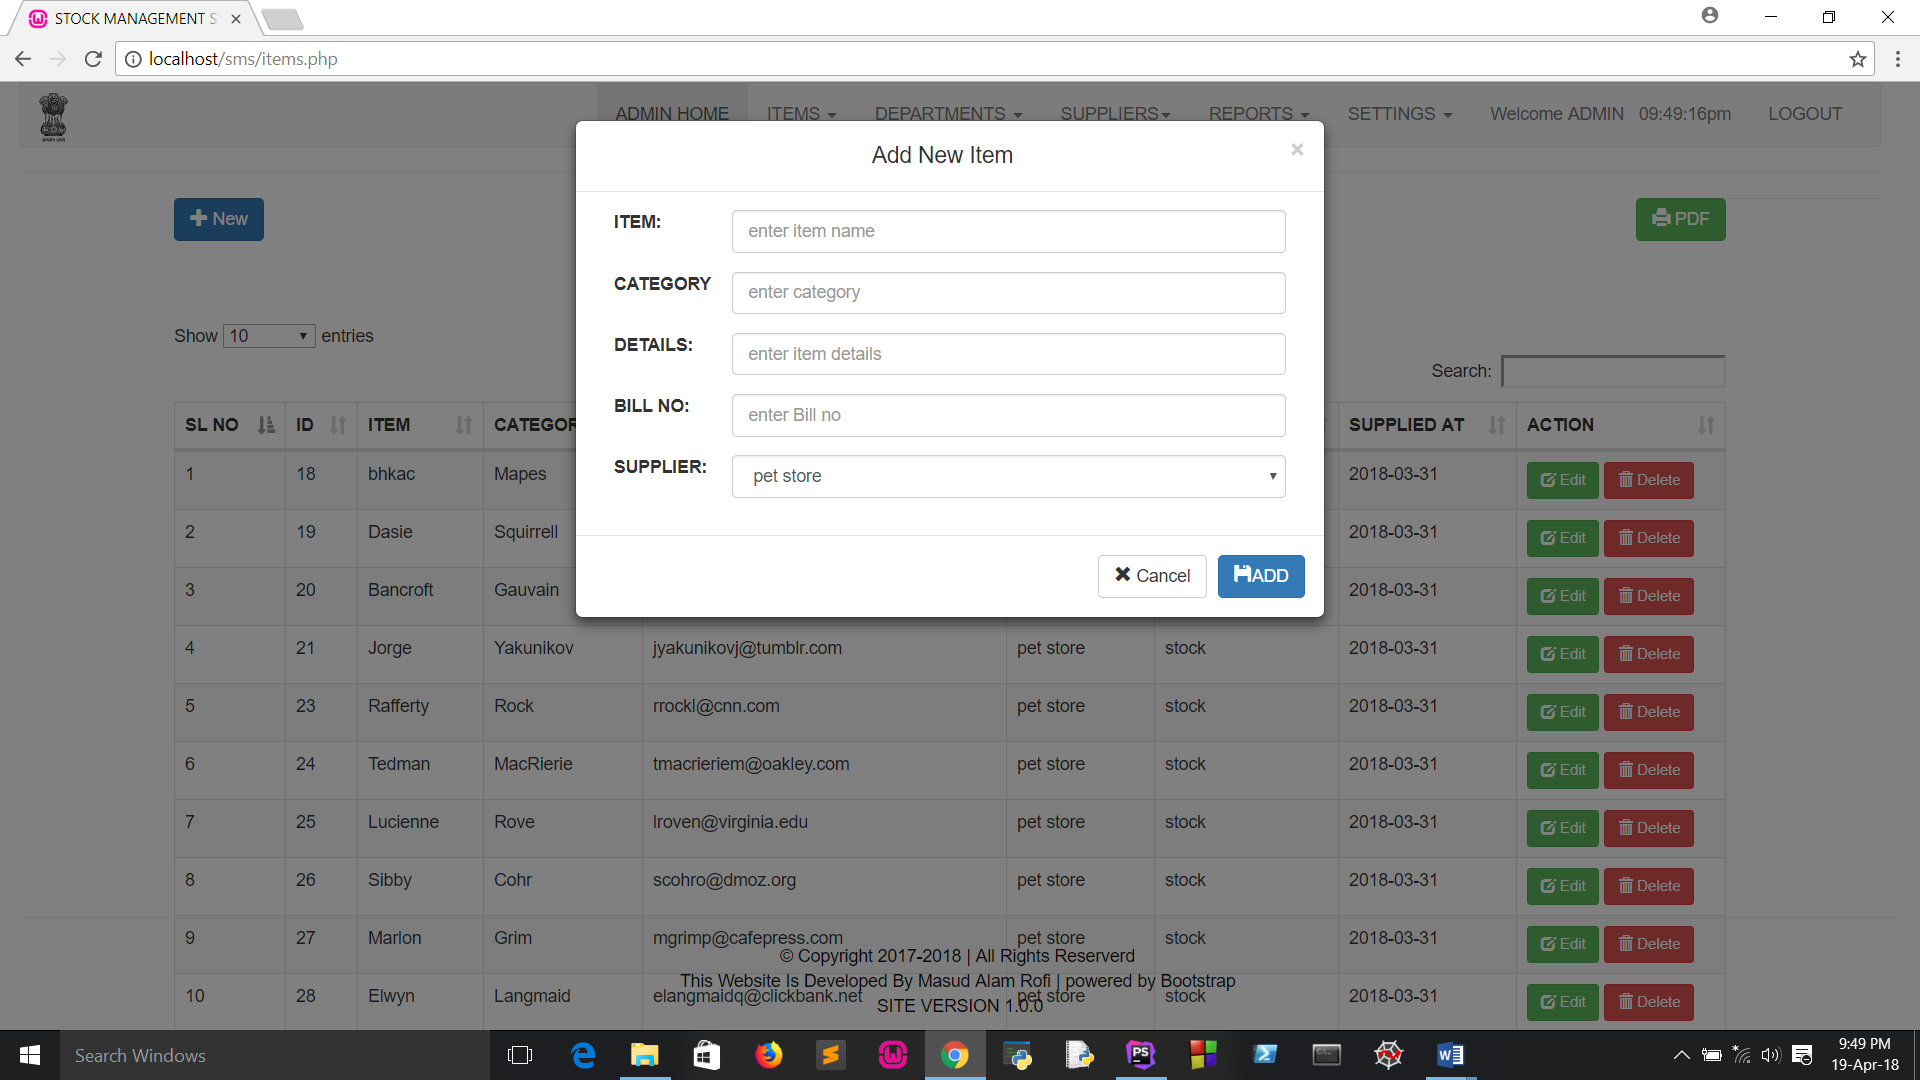 STOCK MANAGEMENT S
localhost/sms/items.php
ADMIN HOME ITEMS DEPARTMENTS SUPPLIERS REPORTS SETTINGS Welcome ADMIN 09:49:16pm LOGOUT
Add New Item ×
New
PDF
ITEM: enter item name
CATEGORY enter category
DETAILS: enter item details
BILL NO: enter Bill no
SUPPLIER: pet store
Cancel ADD
Show 10 entries
Search:
SL NO ID ITEM CATEGOR SUPPLIED AT ACTION
1 18 bhkac Mapes 2018-03-31 Edit Delete
2 19 Dasie Squirrell 2018-03-31 Edit Delete
3 20 Bancroft Gauvain 2018-03-31 Edit Delete
4 21 Jorge Yakunikov jyakunikovj@tumblr.com pet store stock 2018-03-31 Edit Delete
5 23 Rafferty Rock rrockl@cnn.com pet store stock 2018-03-31 Edit Delete
6 24 Tedman MacRierie tmacrieriem@oakley.com pet store stock 2018-03-31 Edit Delete
7 25 Lucienne Rove lroven@virginia.edu pet store stock 2018-03-31 Edit Delete
8 26 Sibby Cohr scohro@dmoz.org pet store stock 2018-03-31 Edit Delete
9 27 Marlon Grim mgrimp@cafepress.com pet store stock 2018-03-31 Edit Delete
© Copyright 2017-2018 | All Rights Reserverd
This Website Is Developed By Masud Alam Rofi | powered by Bootstrap
10 28 Elwyn Langmaid elangmaidq@clickbank.net pet store stock 2018-03-31 Edit Delete
SITE VERSION 1.0.0
Search Windows
PS
9:49 PM
19-Apr-18